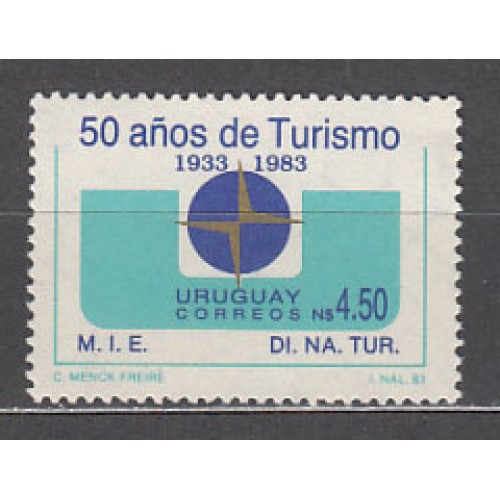 50 años de Turismo
1933 1983
URUGUAY
CORREOS N$4.50
M. I. E. DI. NA. TUR.
C. MENCK FREIRE I. NAL. 83